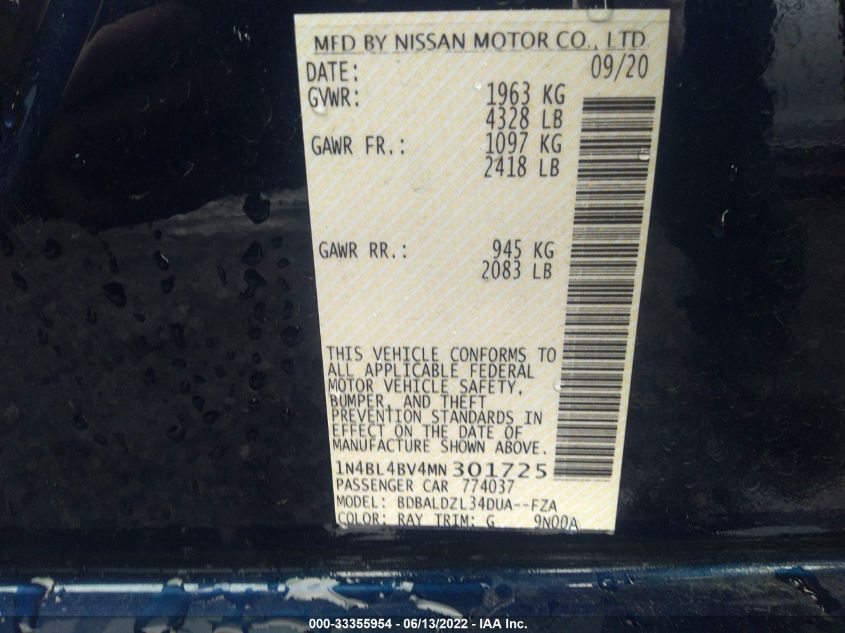 MFD BY NISSAN MOTOR CO., LTD
DATE: 09/20
GVWR: 1963 KG
4328 LB
GAWR FR.: 1097 KG
2418 LB
GAWR RR.: 945 KG
2083 LB
THIS VEHICLE CONFORMS TO
ALL APPLICABLE FEDERAL
MOTOR VEHICLE SAFETY,
BUMPER, AND THEFT
PREVENTION STANDARDS IN
EFFECT ON THE DATE OF
MANUFACTURE SHOWN ABOVE.
1N4BL4BV4MN301725
PASSENGER CAR 774037
MODEL: BDBALDZL34DUA--FZA
COLOR: RAY TRIM: G 9N00A
000-33355954 - 06/13/2022 - IAA Inc.